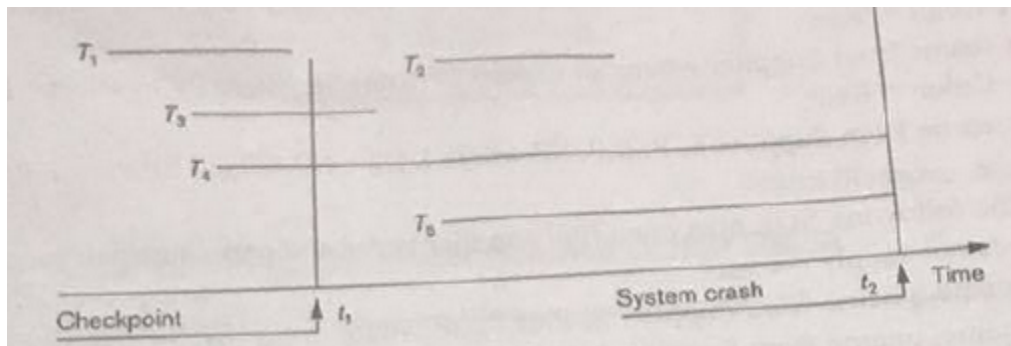 T₁
T₂
T₃
T₄
T₅
Checkpoint t₁
System crash t₂ Time